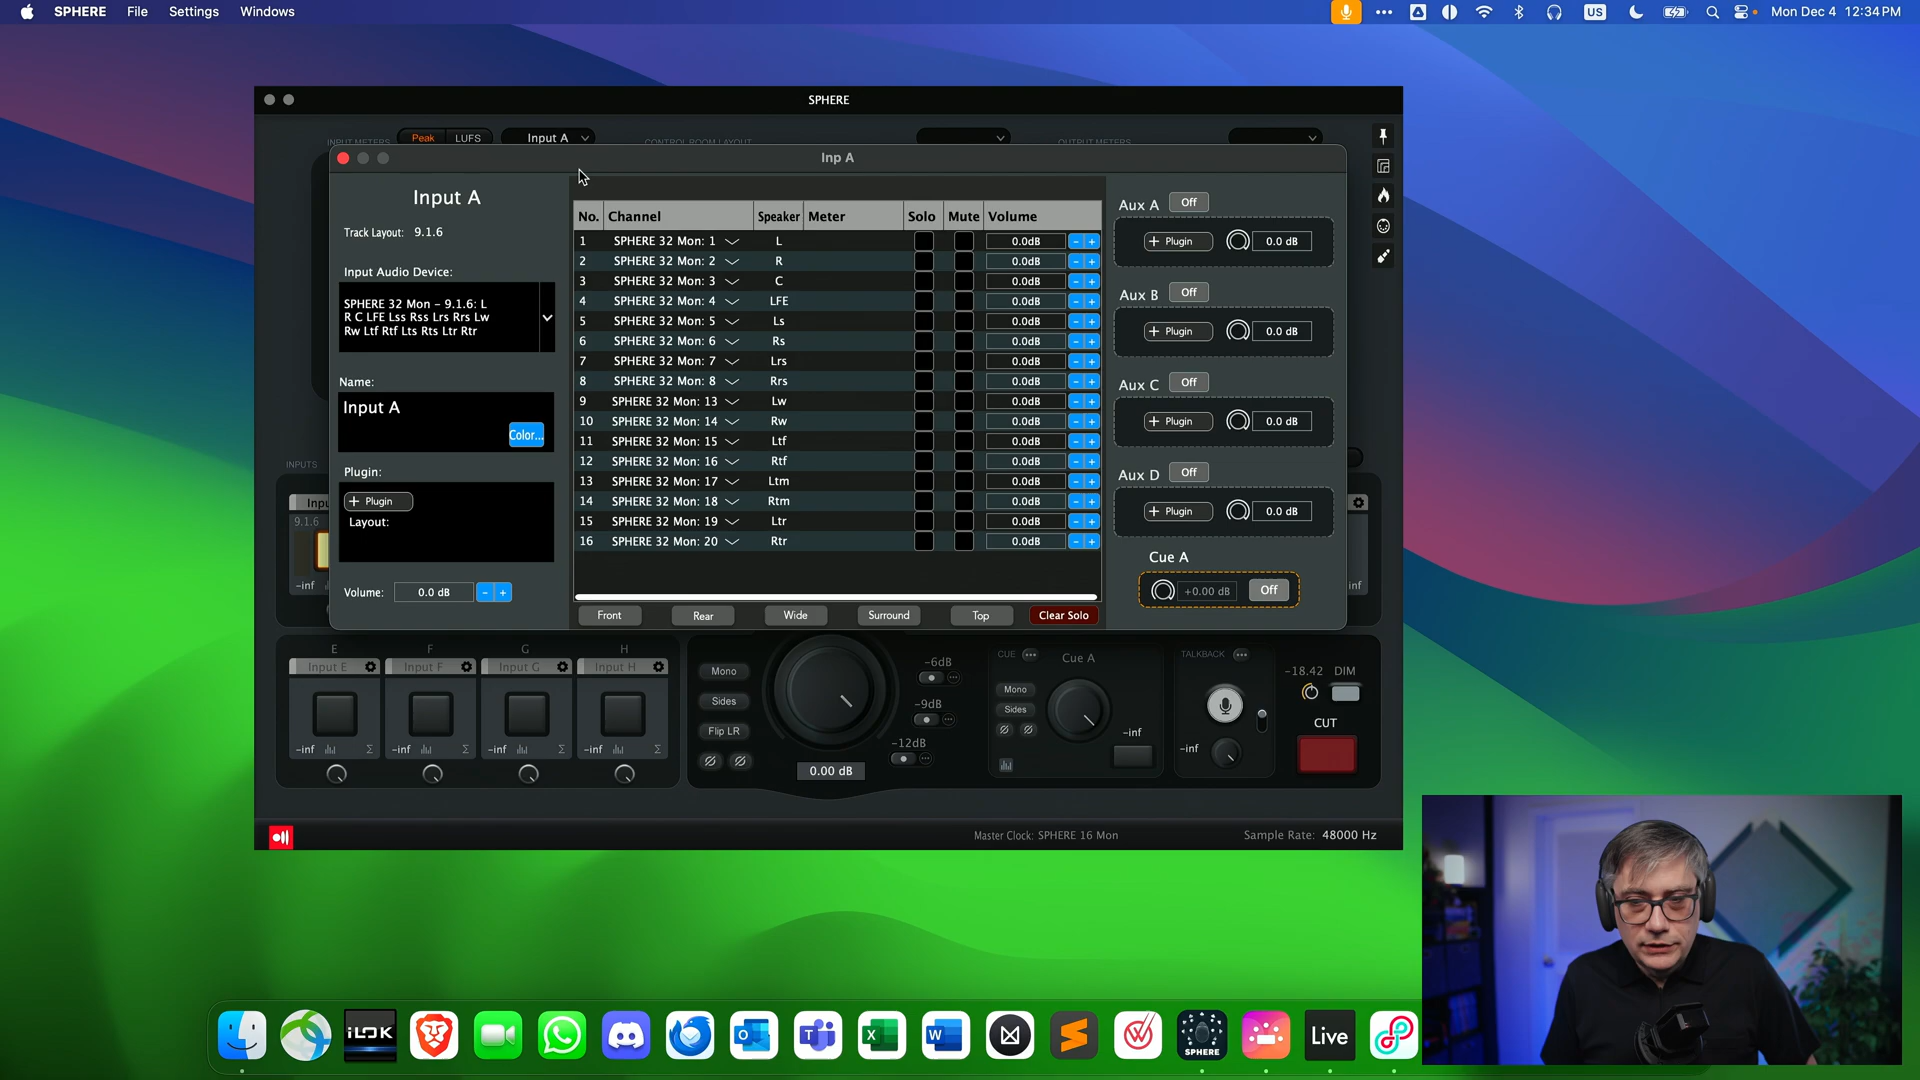 SPHERE File Settings Windows
US
Mon Dec 4 12:34 PM
SPHERE
INPUT METERS Peak LUFS Input A CONTROL ROOM LAYOUT OUTPUT METERS
Inp A
Input A
Track Layout: 9.1.6
Input Audio Device:
SPHERE 32 Mon - 9.1.6: L
R C LFE Lss Rss Lrs Rrs Lw
Rw Ltf Rtf Lts Rts Ltr Rtr
Name:
Input A
Color...
Plugin:
+ Plugin
Layout:
Volume: 0.0 dB - +
No. Channel Speaker Meter Solo Mute Volume
1 SPHERE 32 Mon: 1 L 0.0dB - +
2 SPHERE 32 Mon: 2 R 0.0dB - +
3 SPHERE 32 Mon: 3 C 0.0dB - +
4 SPHERE 32 Mon: 4 LFE 0.0dB - +
5 SPHERE 32 Mon: 5 Ls 0.0dB - +
6 SPHERE 32 Mon: 6 Rs 0.0dB - +
7 SPHERE 32 Mon: 7 Lrs 0.0dB - +
8 SPHERE 32 Mon: 8 Rrs 0.0dB - +
9 SPHERE 32 Mon: 13 Lw 0.0dB - +
10 SPHERE 32 Mon: 14 Rw 0.0dB - +
11 SPHERE 32 Mon: 15 Ltf 0.0dB - +
12 SPHERE 32 Mon: 16 Rtf 0.0dB - +
13 SPHERE 32 Mon: 17 Ltm 0.0dB - +
14 SPHERE 32 Mon: 18 Rtm 0.0dB - +
15 SPHERE 32 Mon: 19 Ltr 0.0dB - +
16 SPHERE 32 Mon: 20 Rtr 0.0dB - +
Front Rear Wide Surround Top Clear Solo
Aux A Off
+ Plugin 0.0 dB
Aux B Off
+ Plugin 0.0 dB
Aux C Off
+ Plugin 0.0 dB
Aux D Off
+ Plugin 0.0 dB
Cue A
+0.00 dB Off
INPUTS
Inpu
9.1.6
-inf
inf
E F G H
Input E Input F Input G Input H
-inf -inf -inf -inf
Mono
Sides
Flip LR
0.00 dB
-6dB
-9dB
-12dB
CUE Cue A
Mono
Sides
-inf
TALKBACK
-inf
-18.42 DIM
CUT
Master Clock: SPHERE 16 Mon Sample Rate: 48000 Hz
iLOK
SPHERE
Live